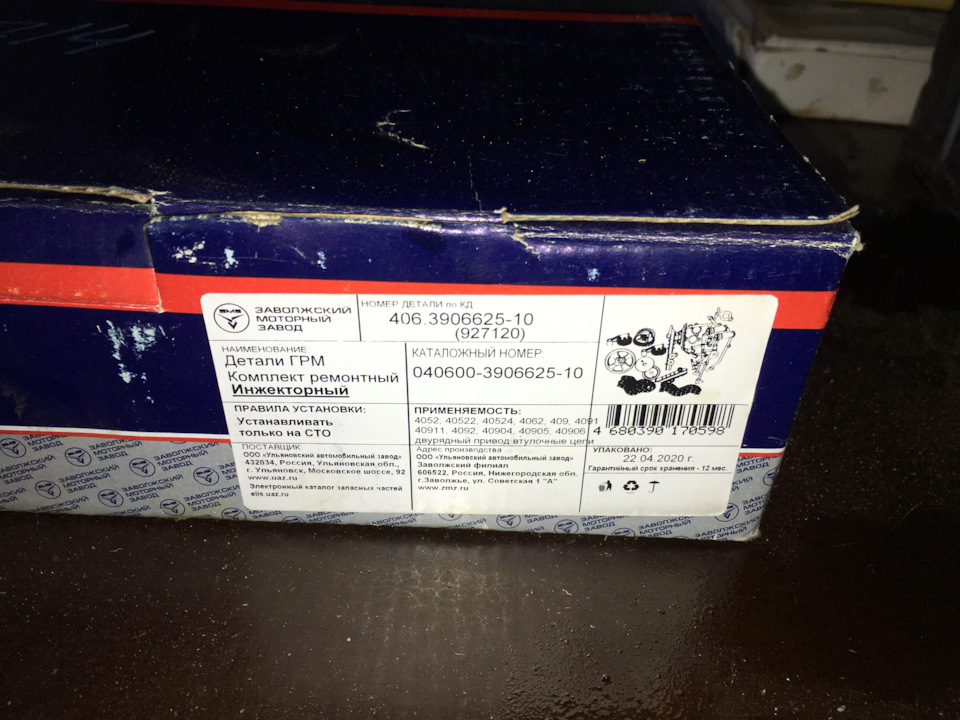 ЗМЗ
ЗАВОЛЖСКИЙ
МОТОРНЫЙ
ЗАВОД
НОМЕР ДЕТАЛИ по КД
406.3906625-10
(927120)
НАИМЕНОВАНИЕ
Детали ГРМ
Комплект ремонтный
Инжекторный
КАТАЛОЖНЫЙ НОМЕР:
040600-3906625-10
ПРАВИЛА УСТАНОВКИ:
Устанавливать
только на СТО
ПРИМЕНЯЕМОСТЬ:
4052, 40522, 40524, 4062, 409, 4091
40911, 4092, 40904, 40905, 40906
двурядный привод втулочные цепи
4 680390 170598
ПОСТАВЩИК:
ООО «Ульяновский автомобильный завод»
432034, Россия, Ульяновская обл.,
г. Ульяновск, Московское шоссе, 92
www.uaz.ru
Электронный каталог запасных частей
elis.uaz.ru
Адрес производства
ООО «Ульяновский автомобильный завод»
Заволжский филиал
606522, Россия, Нижегородская обл.
г.Заволжье, ул. Советская 1 "А"
www.zmz.ru
УПАКОВАНО:
22.04.2020 г.
Гарантийный срок хранения - 12 мес.
ЗАВОЛЖСКИЙ
МОТОРНЫЙ
ЗАВОД